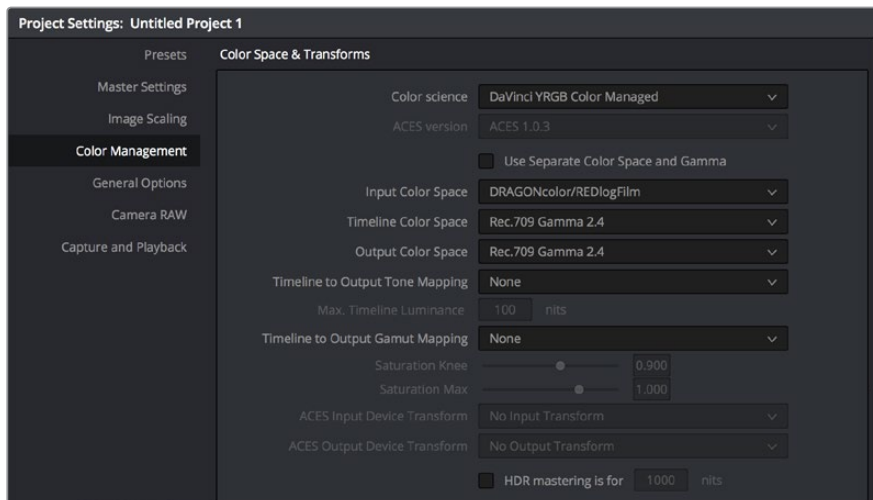 Project Settings: Untitled Project 1
Presets
Master Settings
Image Scaling
Color Management
General Options
Camera RAW
Capture and Playback
Color Space & Transforms
Color science DaVinci YRGB Color Managed
ACES version ACES 1.0.3
Use Separate Color Space and Gamma
Input Color Space DRAGONcolor/REDlogFilm
Timeline Color Space Rec.709 Gamma 2.4
Output Color Space Rec.709 Gamma 2.4
Timeline to Output Tone Mapping None
Max. Timeline Luminance 100 nits
Timeline to Output Gamut Mapping None
Saturation Knee 0.900
Saturation Max 1.000
ACES Input Device Transform No Input Transform
ACES Output Device Transform No Output Transform
HDR mastering is for 1000 nits